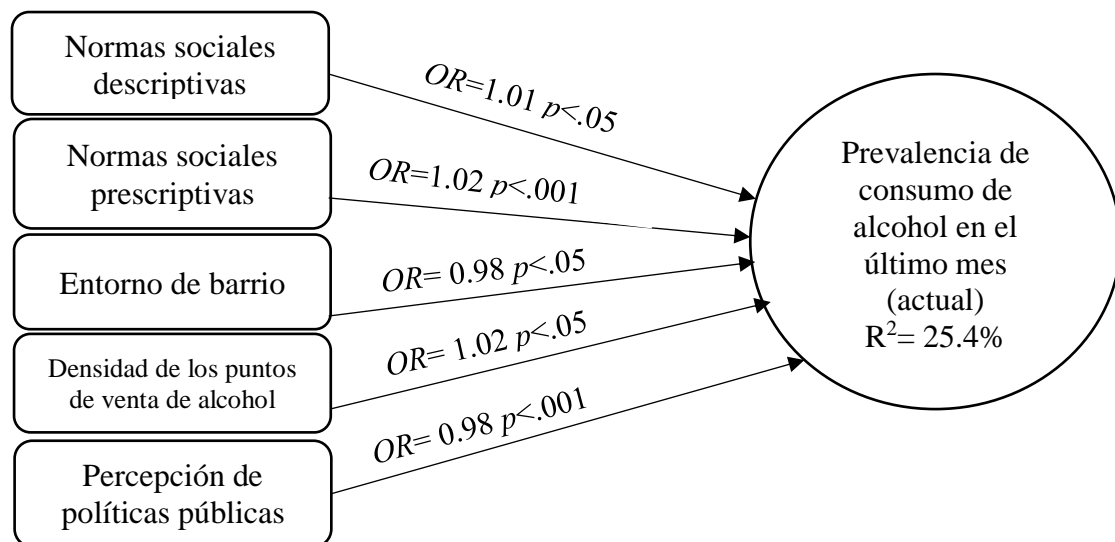 Normas sociales
descriptivas
OR=1.01 p<.05
Normas sociales
prescriptivas
OR=1.02 p<.001
Entorno de barrio
OR= 0.98 p<.05
Densidad de los puntos
de venta de alcohol
OR= 1.02 p<.05
Percepción de
políticas públicas
OR= 0.98 p<.001
Prevalencia de
consumo de
alcohol en el
último mes
(actual)
R²= 25.4%